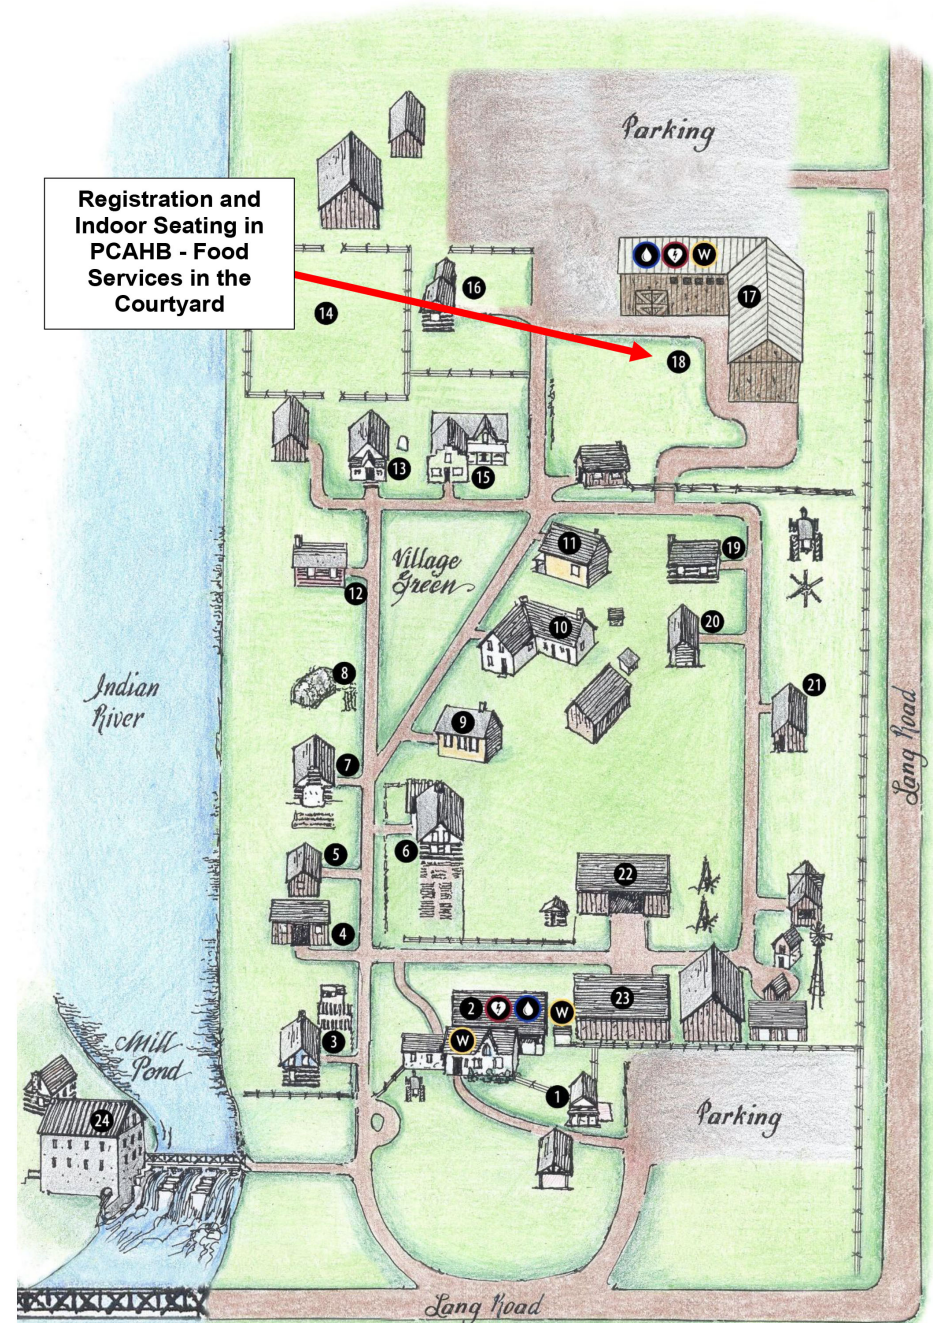 Parking
Registration and
Indoor Seating in
PCAHB - Food
Services in the
Courtyard
16
17
14
18
13
15
11
19
Village
Green
12
20
10
8
21
Indian
River
9
7
Lang Road
6
5
22
4
23
2
W
W
W
3
Mill
Pond
1
Parking
24
Lang Road